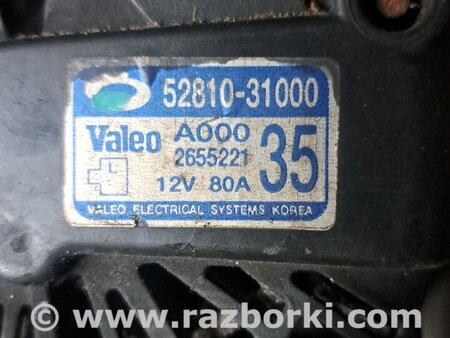 52810-31000
Valeo A000 35
2655221
12V 80A
VALEO ELECTRICAL SYSTEMS KOREA
© www.razborki.com